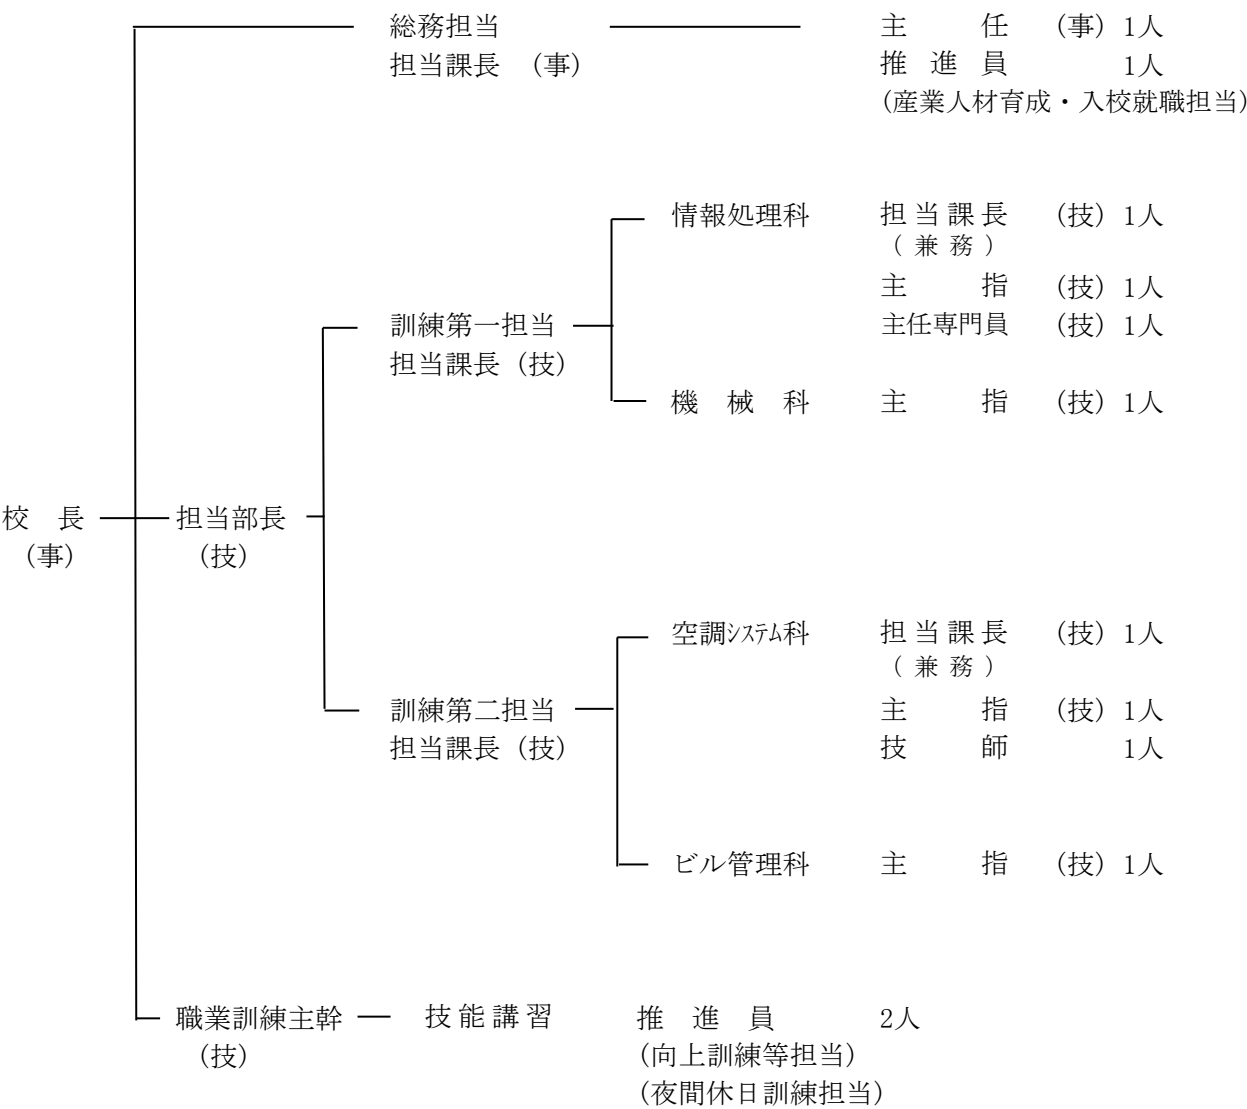 総務担当 主任 (事) 1人
担当課長 (事) 推進員 1人
(産業人材育成・入校就職担当)
情報処理科 担当課長 (技) 1人
(兼務)
主指 (技) 1人
訓練第一担当 主任専門員 (技) 1人
担当課長 (技)
機械科 主指 (技) 1人
校長 担当部長
(事) (技)
空調システム科 担当課長 (技) 1人
(兼務)
訓練第二担当 主指 (技) 1人
担当課長 (技) 技師 1人
ビル管理科 主指 (技) 1人
職業訓練主幹 技能講習 推進員 2人
(技) (向上訓練等担当)
(夜間休日訓練担当)